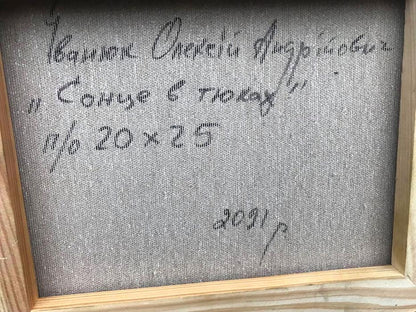 Іванюк Олексій Андрійович
„Сонце в тюках"
п/о 20 x 25
2021 р